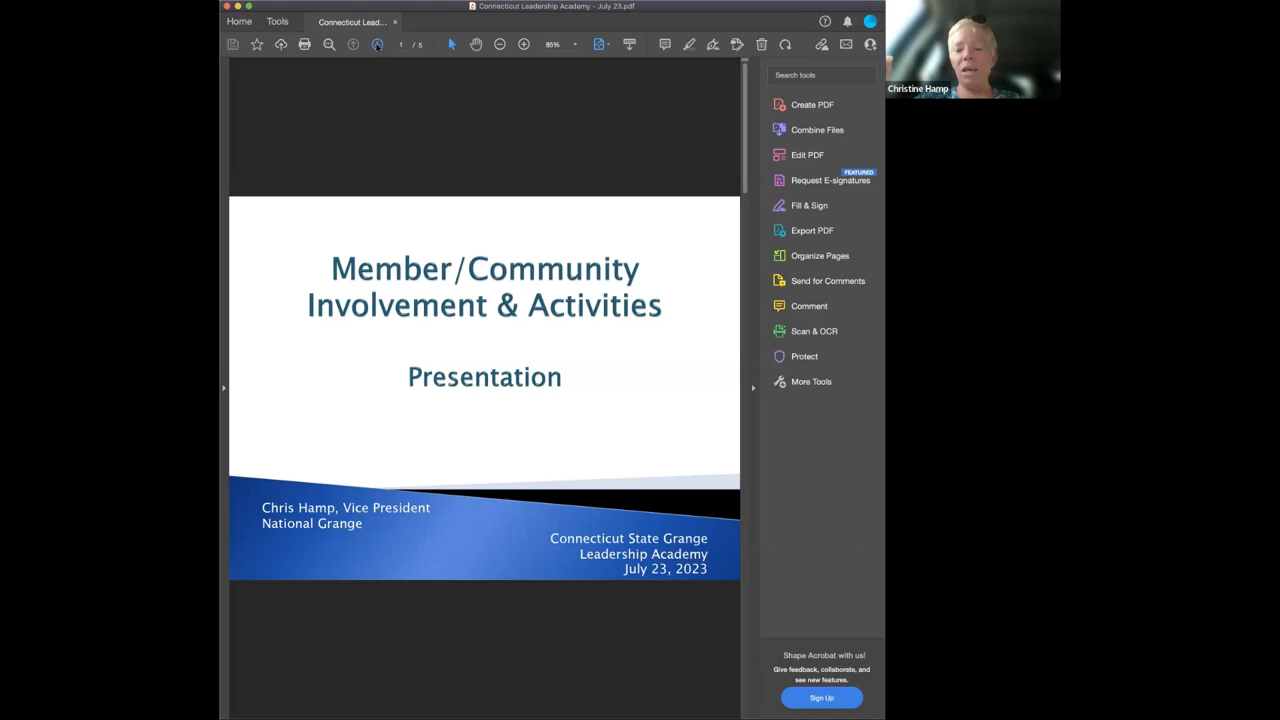 Connecticut Leadership Academy - July 23.pdf
Home
Tools
Connecticut Lead...
1 / 5
85%
Christine Hamp
Search tools
Create PDF
Combine Files
Edit PDF
FEATURED
Request E-signatures
Fill & Sign
Export PDF
Organize Pages
Send for Comments
Comment
Scan & OCR
Protect
More Tools
Member/Community
Involvement & Activities
Presentation
Chris Hamp, Vice President
National Grange
Connecticut State Grange
Leadership Academy
July 23, 2023
Shape Acrobat with us!
Give feedback, collaborate, and
see new features.
Sign Up